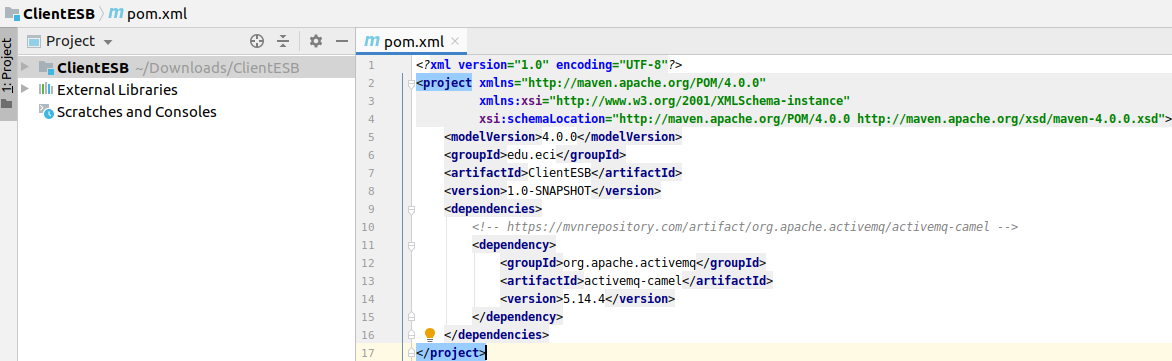 ClientESB pom.xml
1: Project
Project
ClientESB ~/Downloads/ClientESB
External Libraries
Scratches and Consoles
pom.xml
1 <?xml version="1.0" encoding="UTF-8"?>
2 <project xmlns="http://maven.apache.org/POM/4.0.0"
3 xmlns:xsi="http://www.w3.org/2001/XMLSchema-instance"
4 xsi:schemaLocation="http://maven.apache.org/POM/4.0.0 http://maven.apache.org/xsd/maven-4.0.0.xsd">
5 <modelVersion>4.0.0</modelVersion>
6 <groupId>edu.eci</groupId>
7 <artifactId>ClientESB</artifactId>
8 <version>1.0-SNAPSHOT</version>
9 <dependencies>
10 <!-- https://mvnrepository.com/artifact/org.apache.activemq/activemq-camel -->
11 <dependency>
12 <groupId>org.apache.activemq</groupId>
13 <artifactId>activemq-camel</artifactId>
14 <version>5.14.4</version>
15 </dependency>
16 </dependencies>
17 </project>